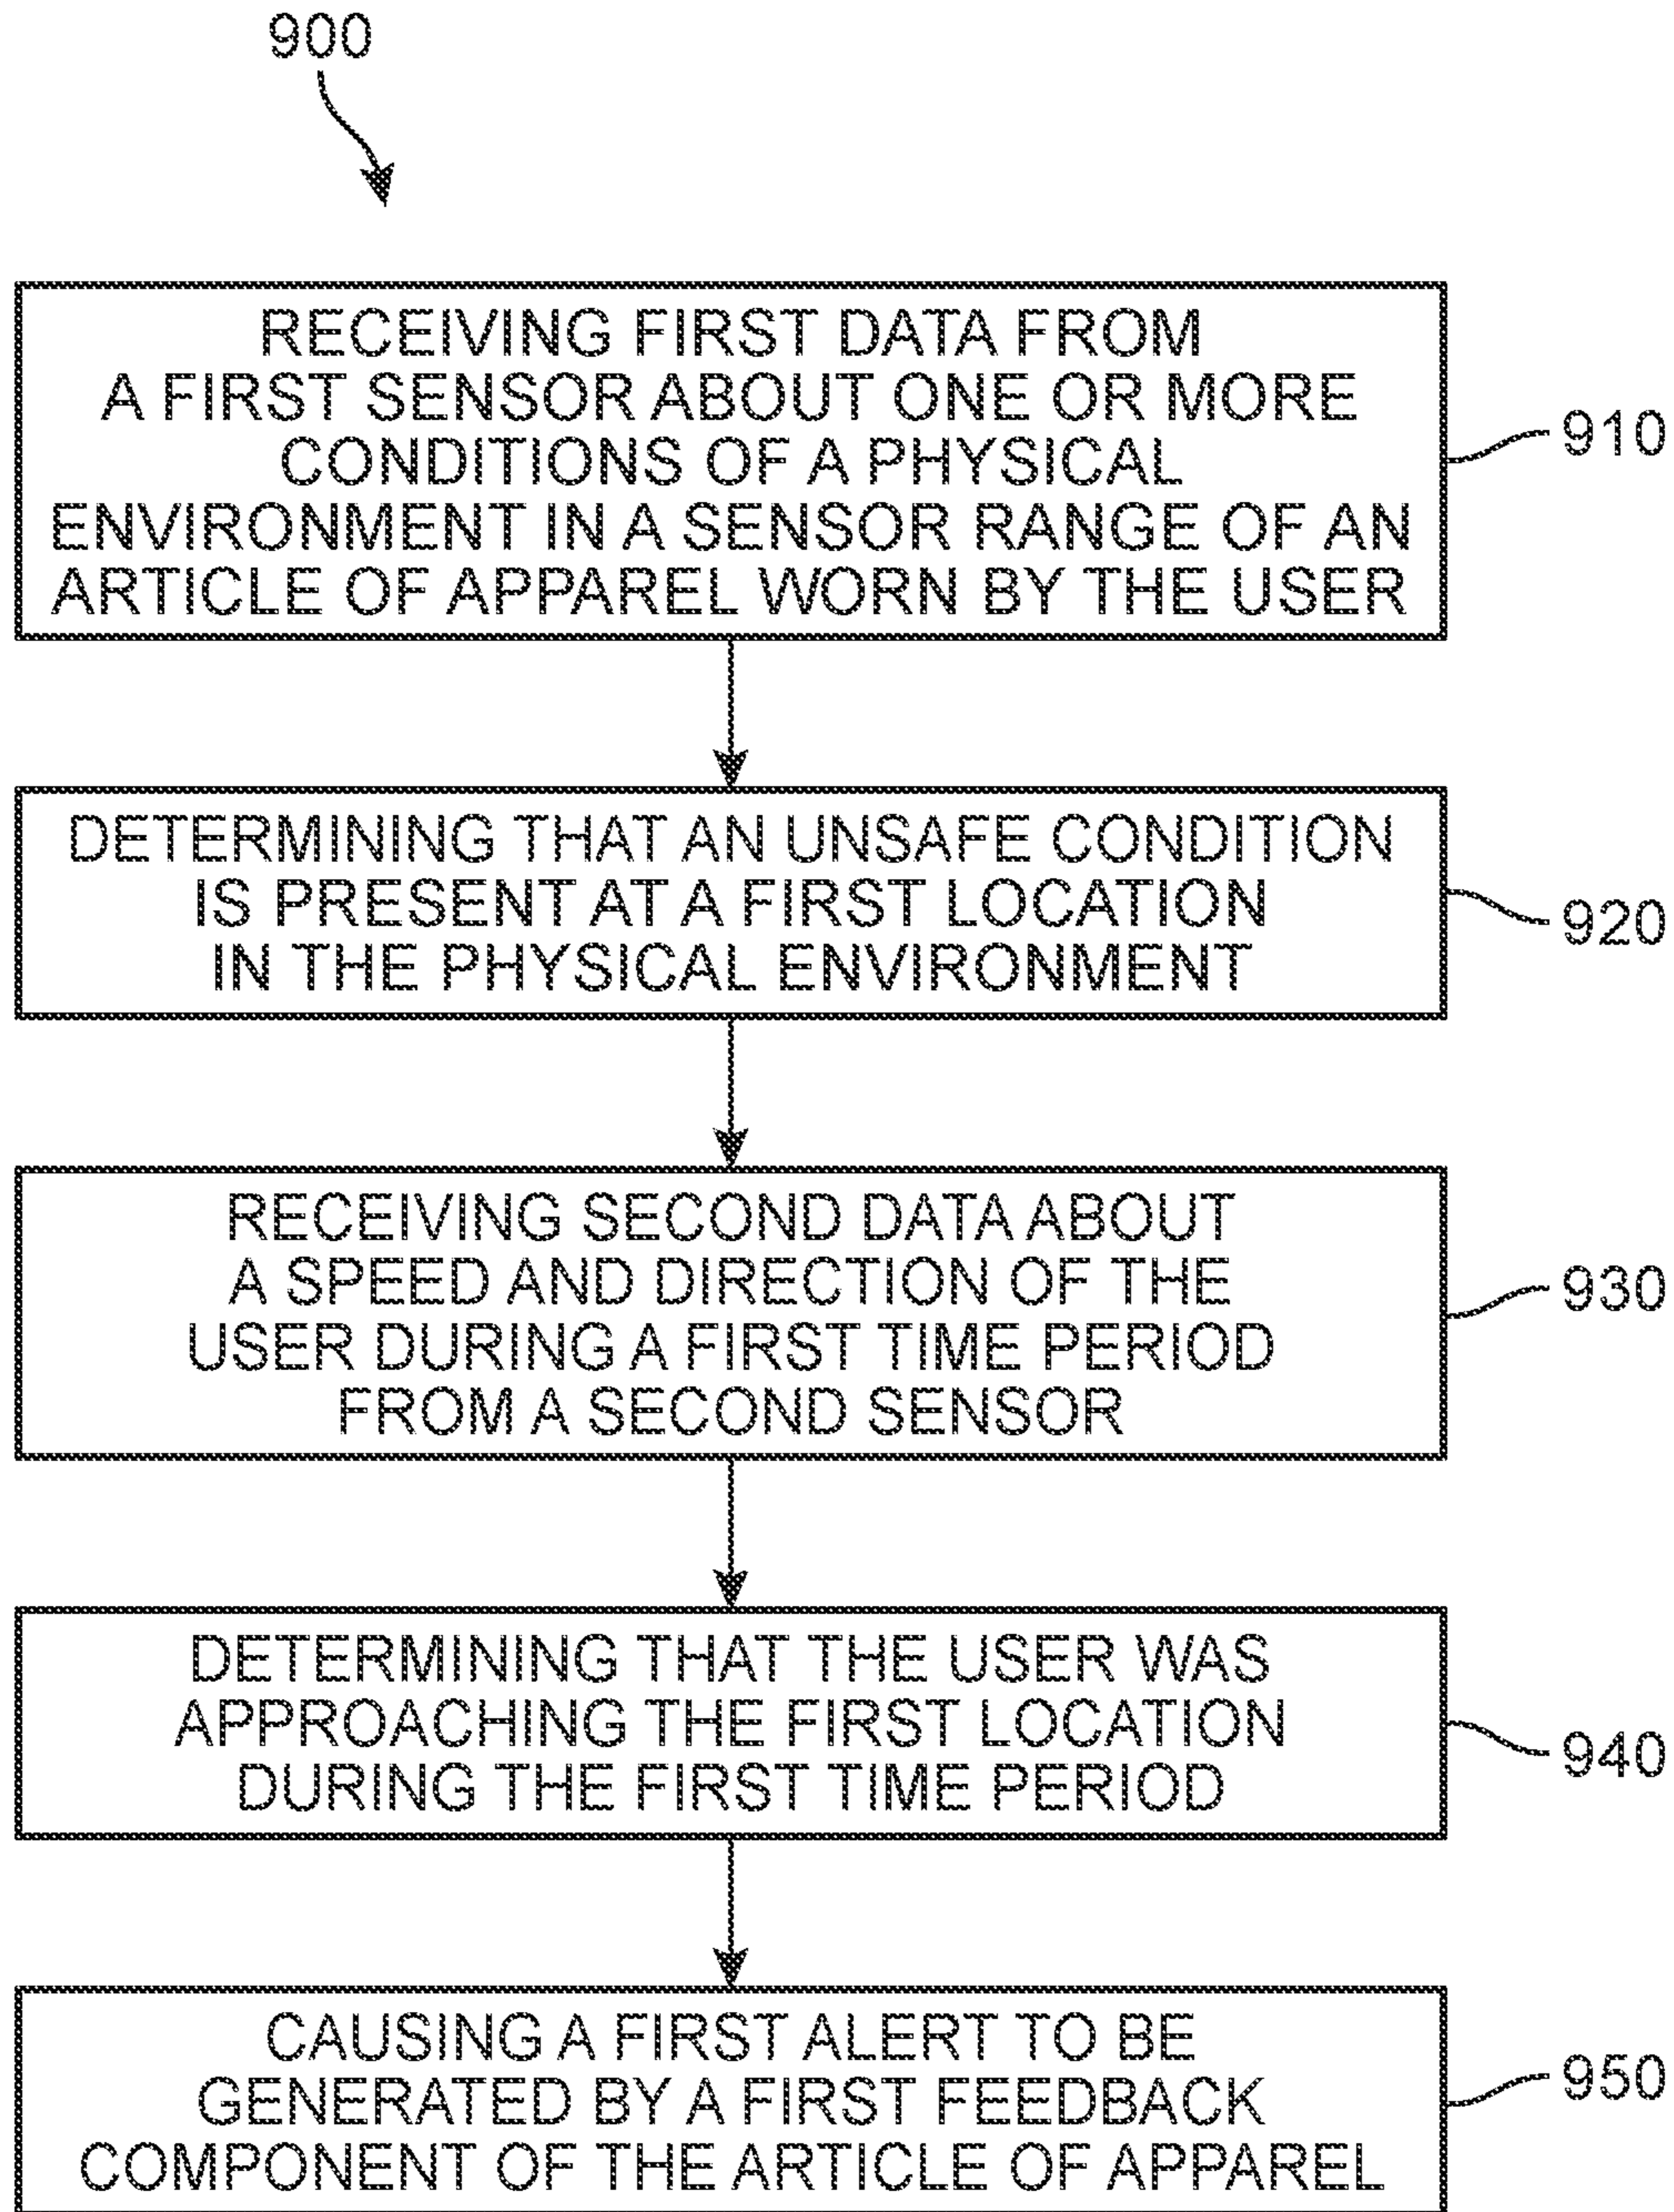 900
RECEIVING FIRST DATA FROM
A FIRST SENSOR ABOUT ONE OR MORE
CONDITIONS OF A PHYSICAL
ENVIRONMENT IN A SENSOR RANGE OF AN
ARTICLE OF APPAREL WORN BY THE USER
910
DETERMINING THAT AN UNSAFE CONDITION
IS PRESENT AT A FIRST LOCATION
IN THE PHYSICAL ENVIRONMENT
920
RECEIVING SECOND DATA ABOUT
A SPEED AND DIRECTION OF THE
USER DURING A FIRST TIME PERIOD
FROM A SECOND SENSOR
930
DETERMINING THAT THE USER WAS
APPROACHING THE FIRST LOCATION
DURING THE FIRST TIME PERIOD
940
CAUSING A FIRST ALERT TO BE
GENERATED BY A FIRST FEEDBACK
COMPONENT OF THE ARTICLE OF APPAREL
950